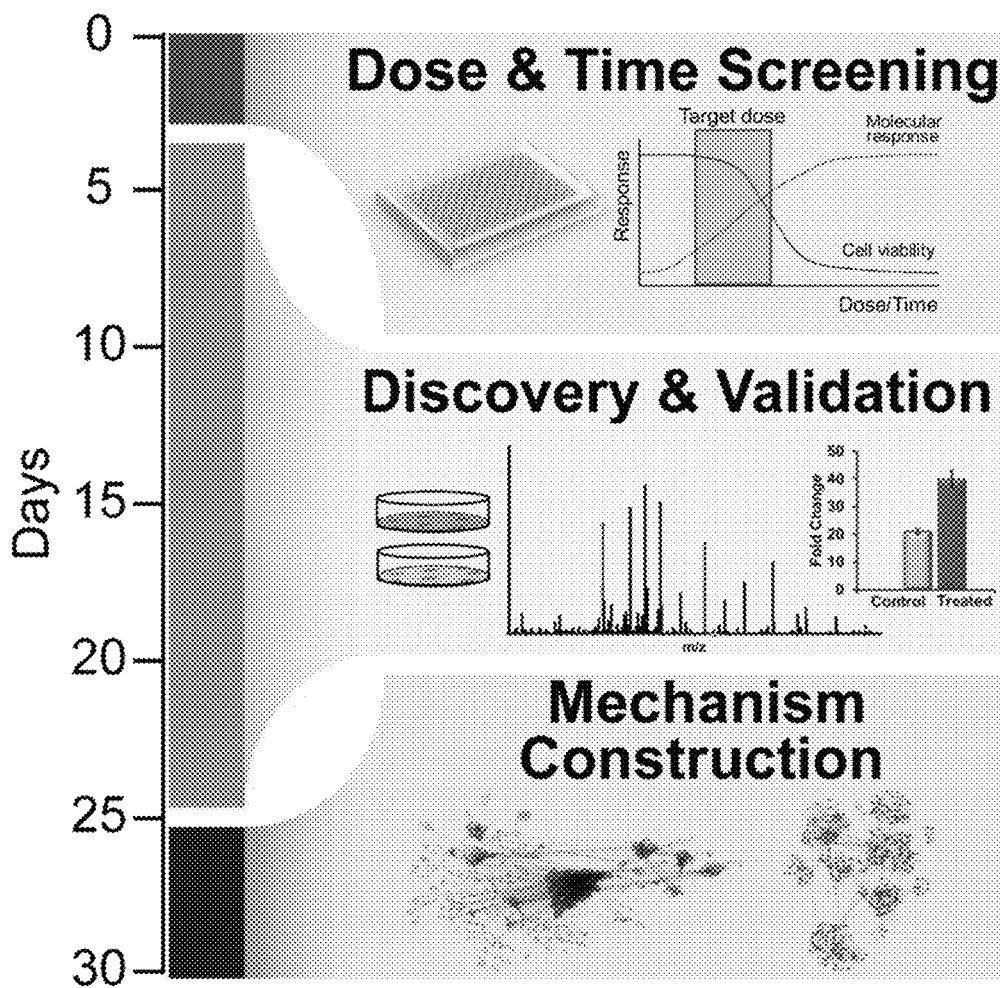 Days
0
5
10
15
20
25
30
Dose & Time Screening
Target dose
Molecular
response
Response
Cell viability
Dose/Time
Discovery & Validation
m/z
Fold Change
50
40
30
20
10
0
Control Treated
Mechanism
Construction